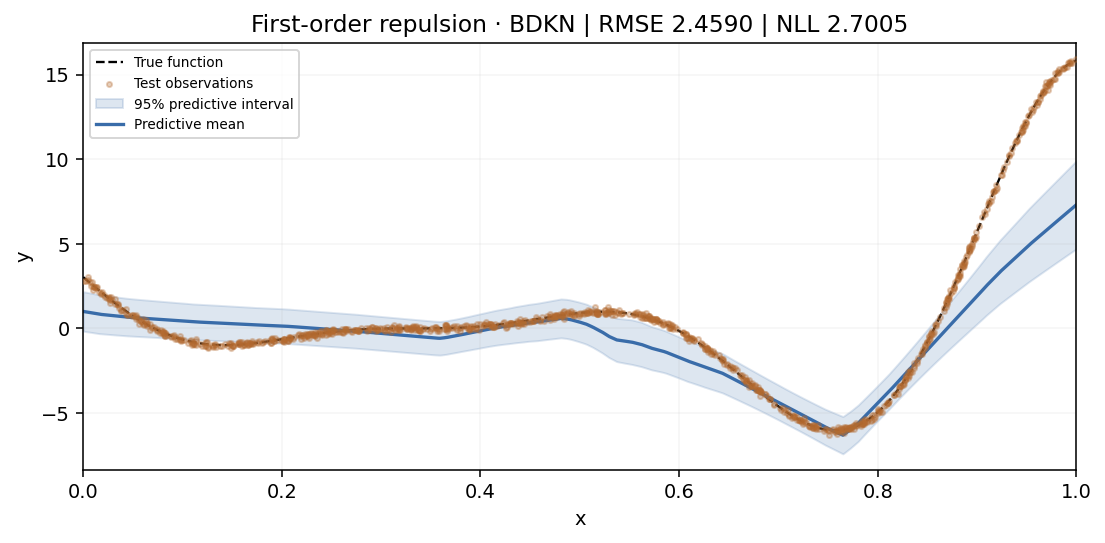 First-order repulsion · BDKN | RMSE 2.4590 | NLL 2.7005
True function
Test observations
95% predictive interval
Predictive mean
y
15
10
5
0
−5
0.0 0.2 0.4 0.6 0.8 1.0
x